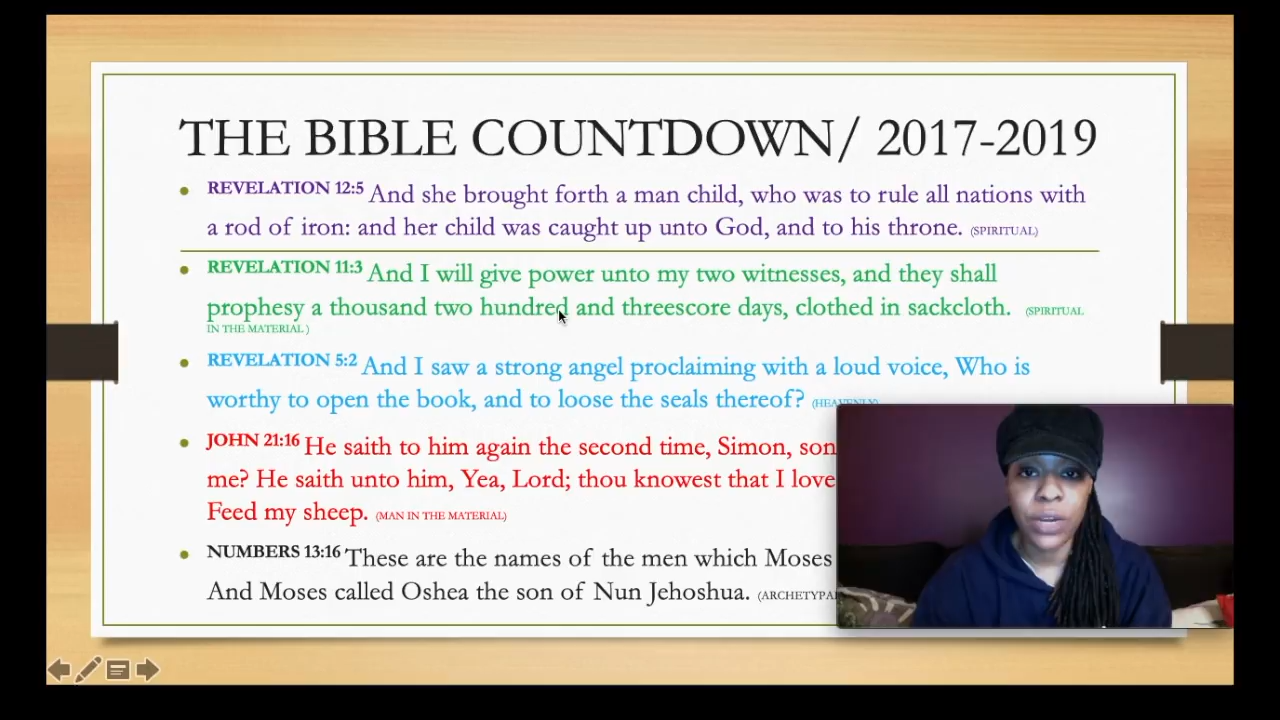 THE BIBLE COUNTDOWN/ 2017-2019
REVELATION 12:5 And she brought forth a man child, who was to rule all nations with
a rod of iron: and her child was caught up unto God, and to his throne. (SPIRITUAL)
REVELATION 11:3 And I will give power unto my two witnesses, and they shall
prophesy a thousand two hundred and threescore days, clothed in sackcloth. (SPIRITUAL
IN THE MATERIAL )
REVELATION 5:2 And I saw a strong angel proclaiming with a loud voice, Who is
worthy to open the book, and to loose the seals thereof? (HEAVENLY)
JOHN 21:16 He saith to him again the second time, Simon, son
me? He saith unto him, Yea, Lord; thou knowest that I love
Feed my sheep. (MAN IN THE MATERIAL)
NUMBERS 13:16 These are the names of the men which Moses
And Moses called Oshea the son of Nun Jehoshua.